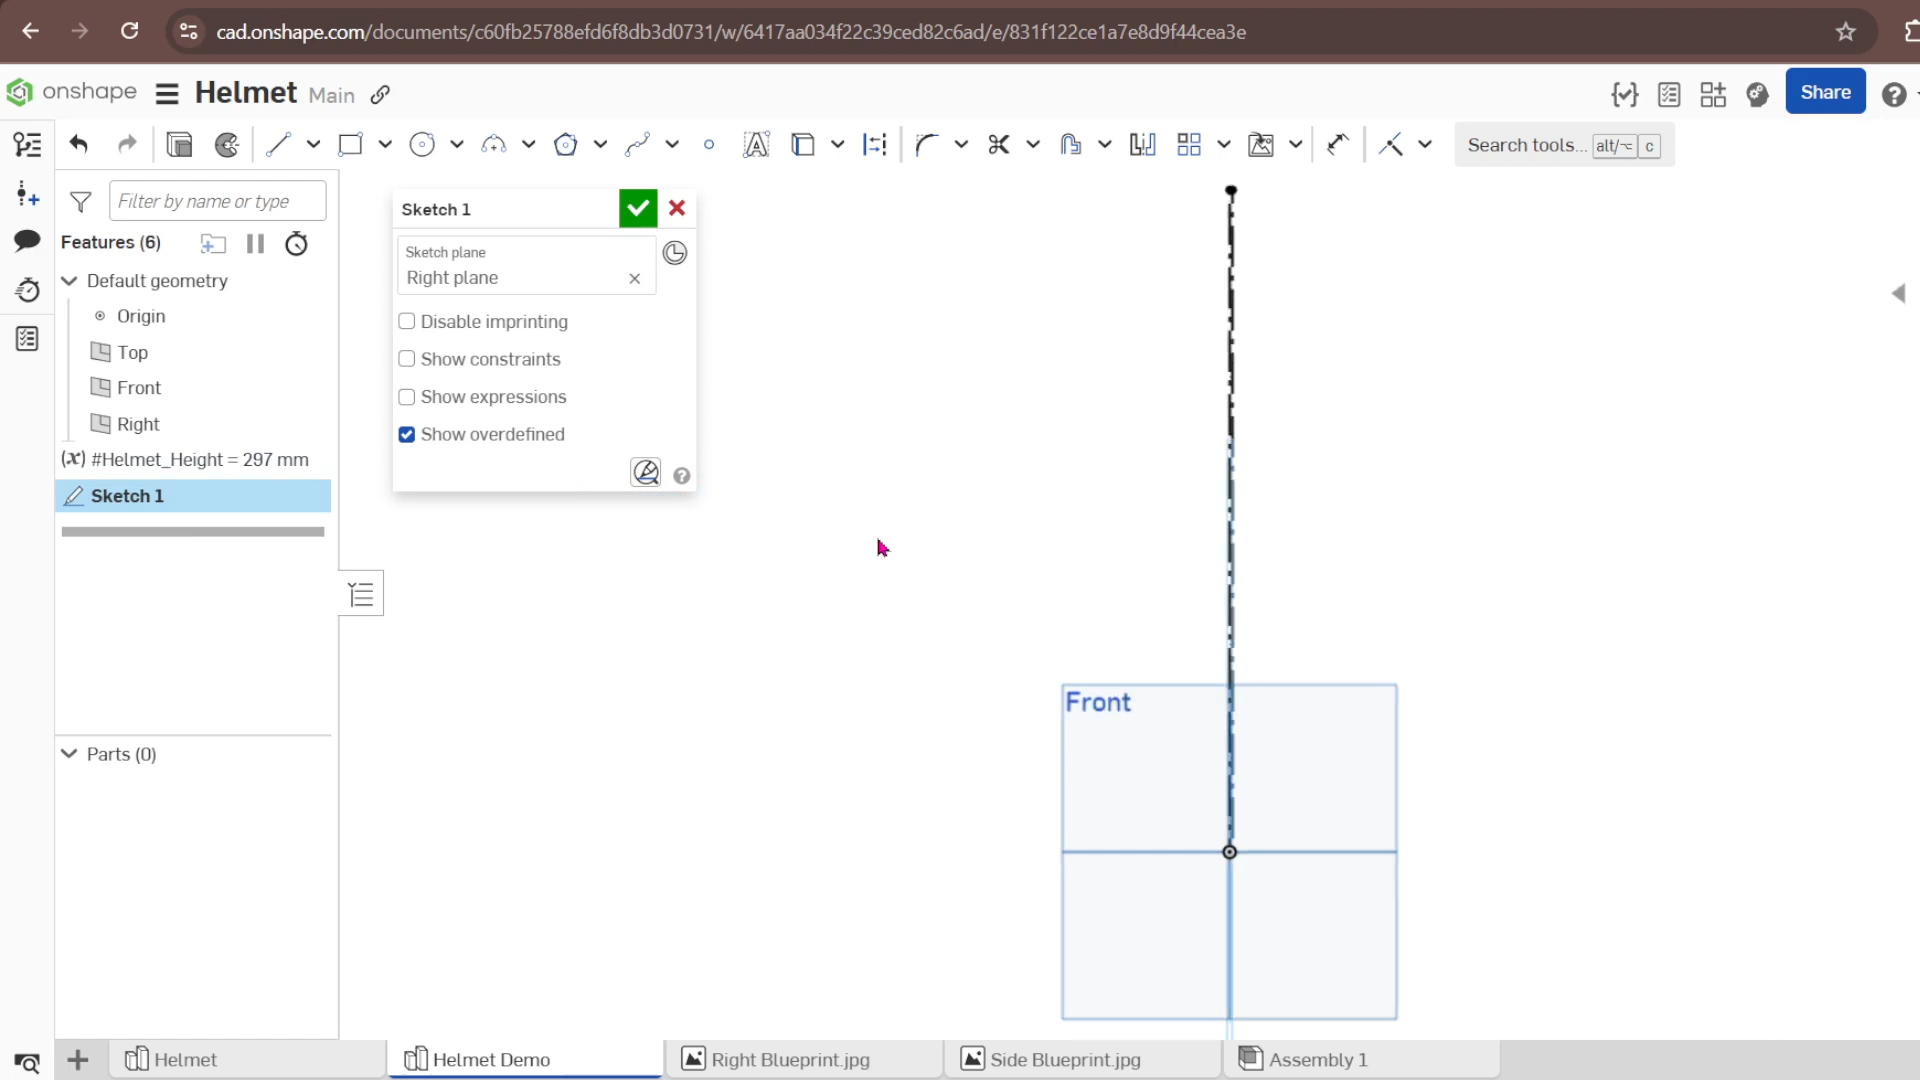 cad.onshape.com/documents/c60fb25788efd6f8db3d0731/w/6417aa034f22c39ced82c6ad/e/831f122ce1a7e8d9f44cea3e
onshape Helmet Main Share
Search tools... alt/⌥ c
Filter by name or type
Features (6)
Default geometry
Origin
Top
Front
Right
(x) #Helmet_Height = 297 mm
Sketch 1
Parts (0)
Sketch 1
Sketch plane
Right plane
Disable imprinting
Show constraints
Show expressions
Show overdefined
Front
Helmet
Helmet Demo
Right Blueprint.jpg
Side Blueprint.jpg
Assembly 1